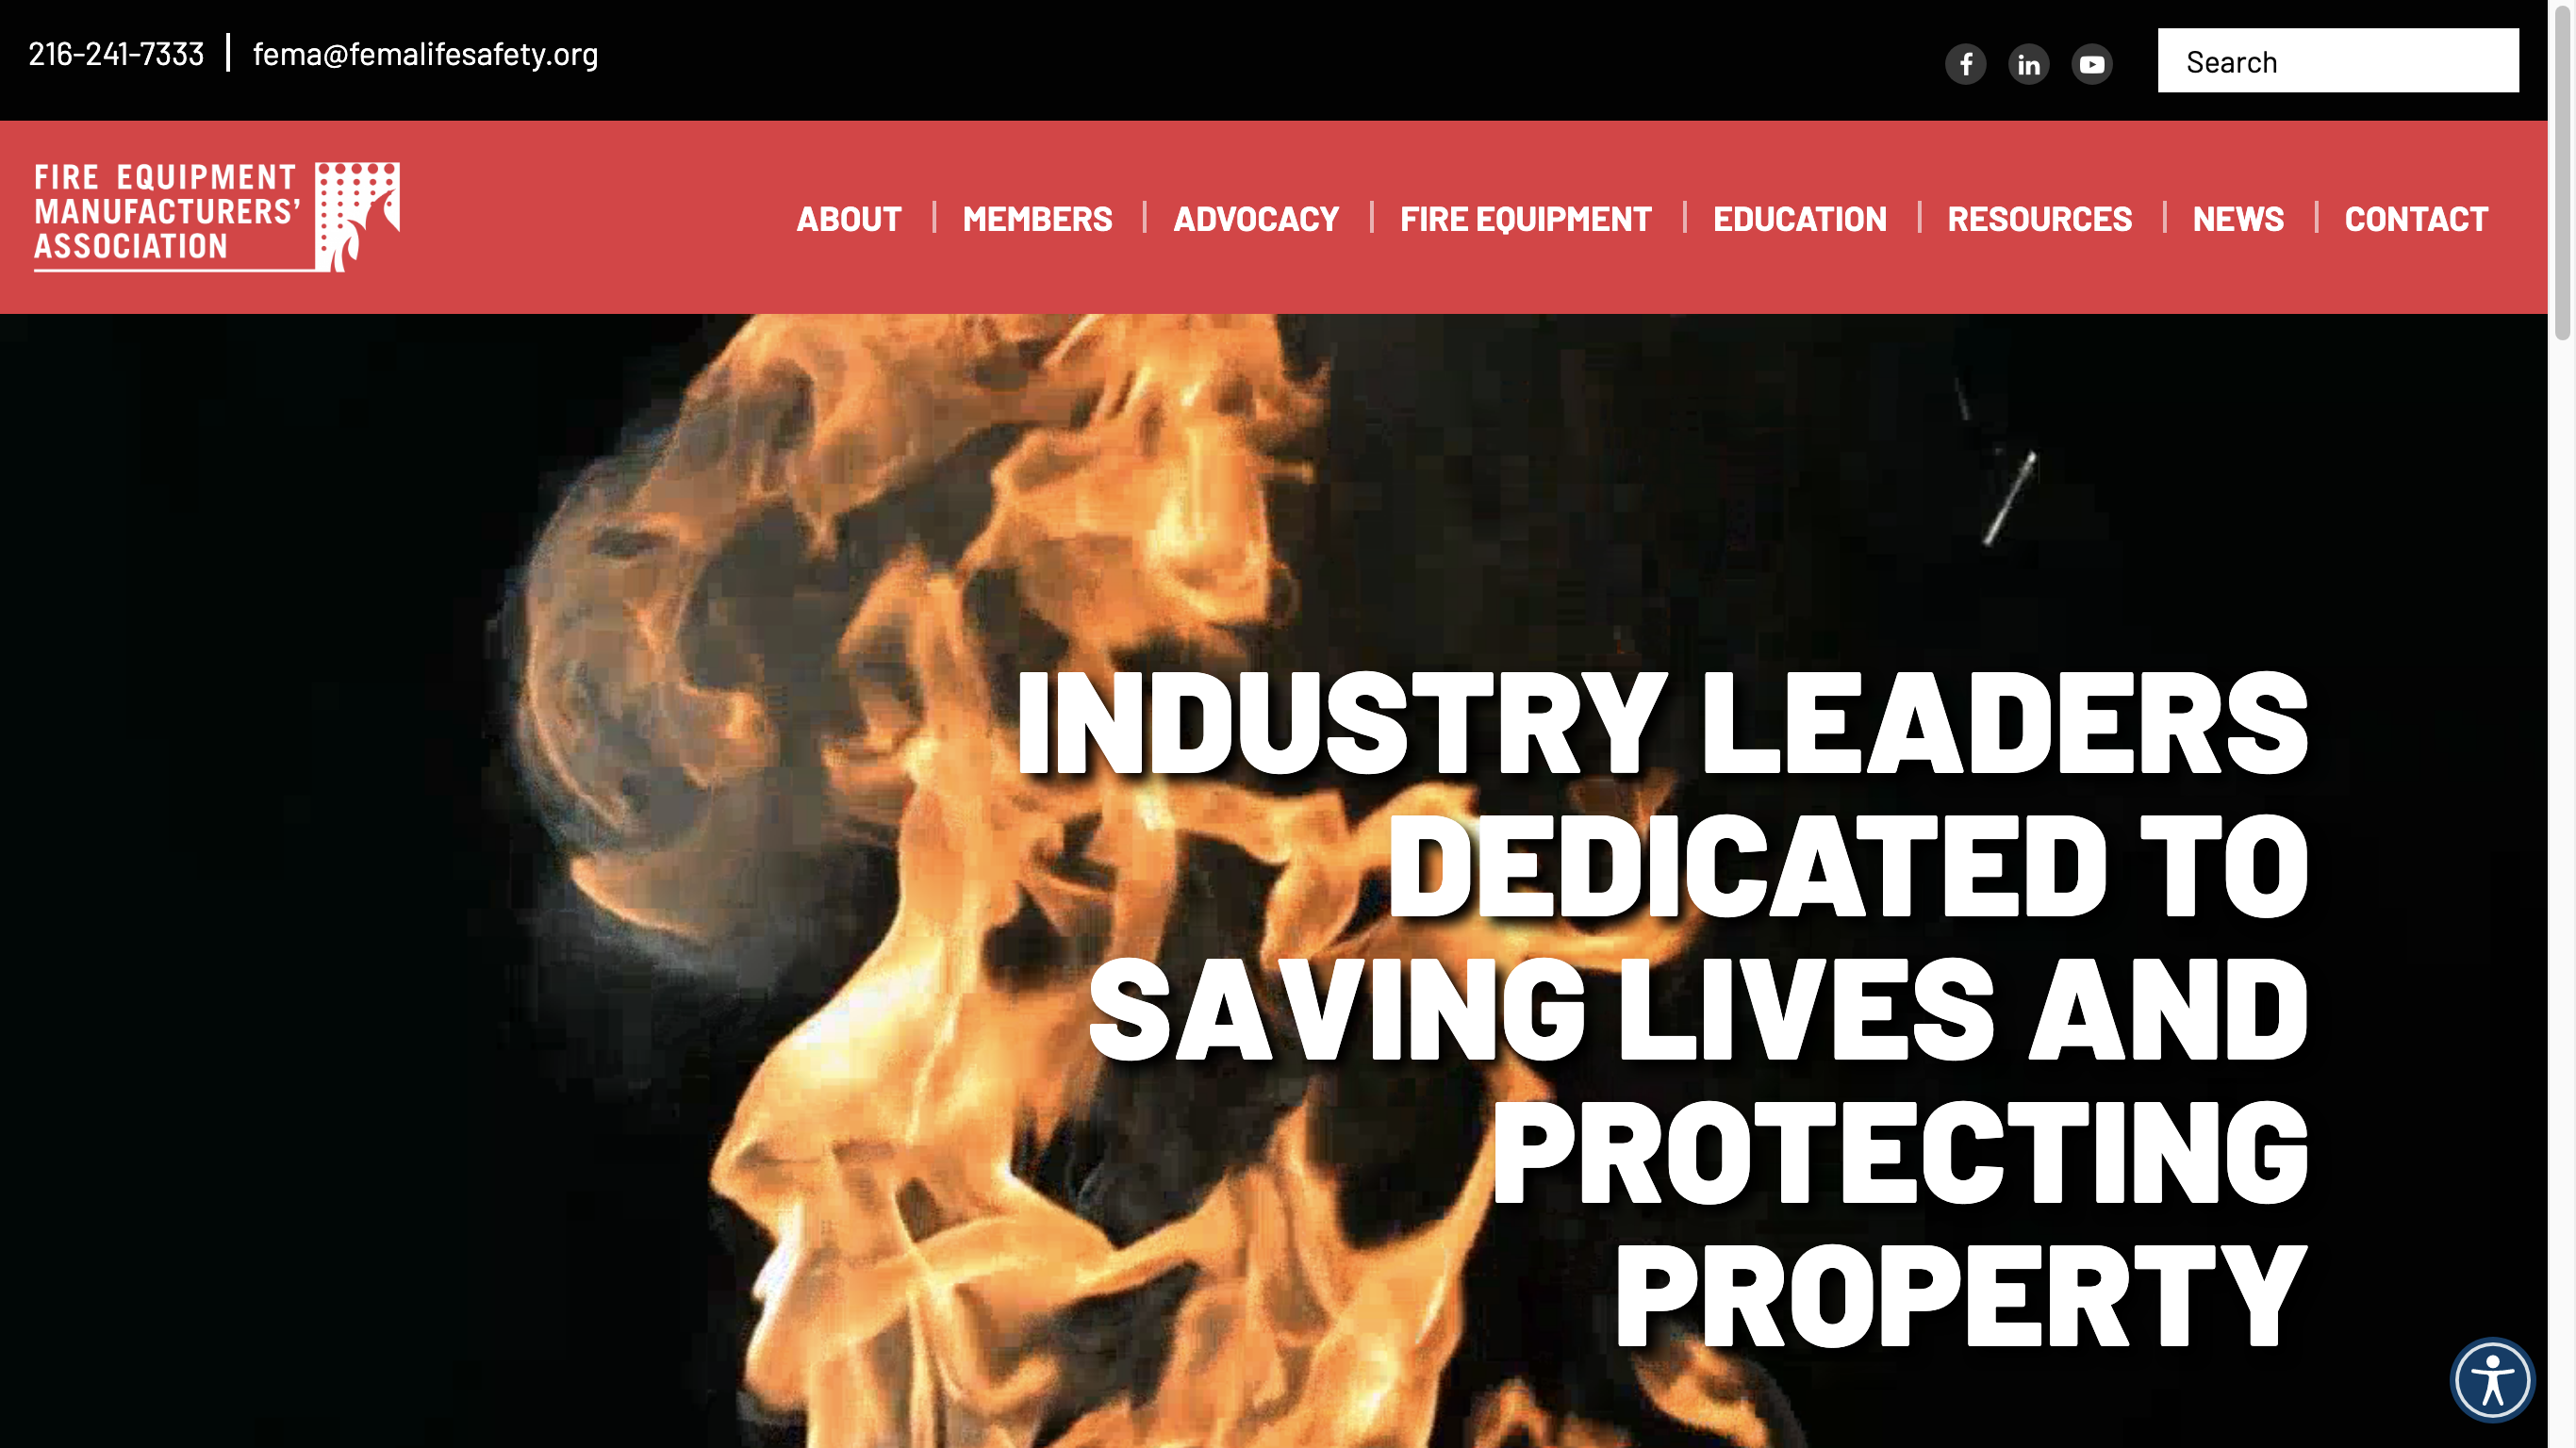 216-241-7333 | fema@femalifesafety.org
Search
FIRE EQUIPMENT
MANUFACTURERS'
ASSOCIATION
ABOUT | MEMBERS | ADVOCACY | FIRE EQUIPMENT | EDUCATION | RESOURCES | NEWS | CONTACT
INDUSTRY LEADERS
DEDICATED TO
SAVING LIVES AND
PROTECTING
PROPERTY